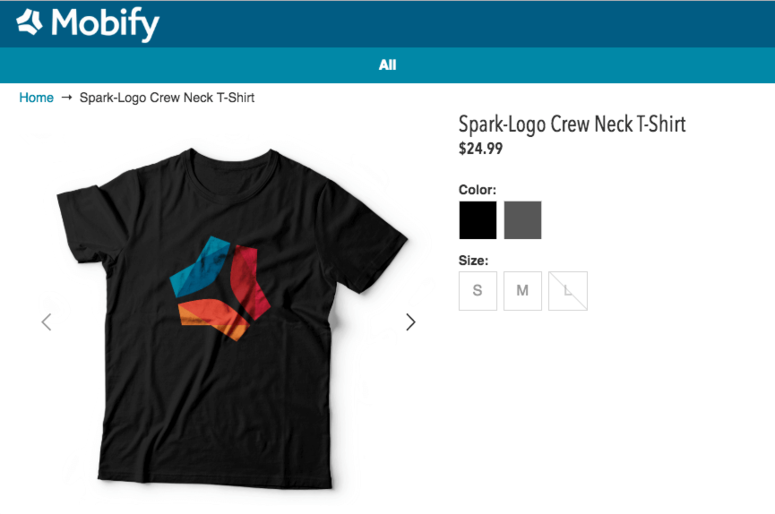 Mobify
All
Home → Spark-Logo Crew Neck T-Shirt
Spark-Logo Crew Neck T-Shirt
$24.99
Color:
Size:
S M L